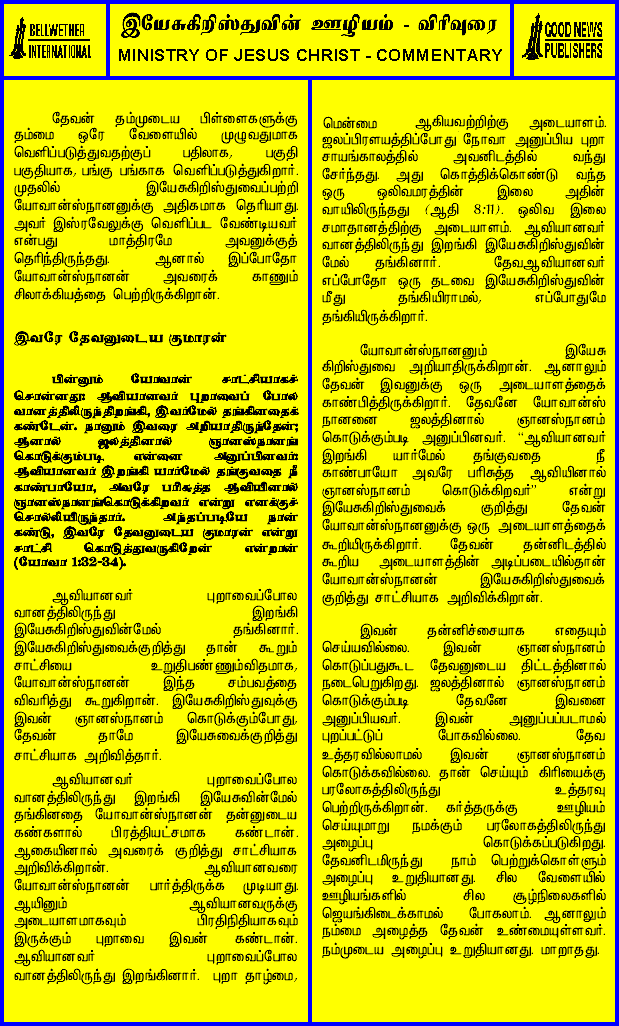 BELLWETHER
INTERNATIONAL
இயேசுகிறிஸ்துவின் ஊழியம் - விரிவுரை
MINISTRY OF JESUS CHRIST - COMMENTARY
GOOD NEWS
PUBLISHERS
தேவன் தம்முடைய பிள்ளைகளுக்கு
தம்மை ஒரே வேளையில் முழுவதுமாக
வெளிப்படுத்துவதற்குப் பதிலாக, பகுதி
பகுதியாக, பங்கு பங்காக வெளிப்படுத்துகிறார்.
முதலில் இயேசுகிறிஸ்துவைப்பற்றி
யோவான்ஸ்நானனுக்கு அதிகமாக தெரியாது.
அவர் இஸ்ரவேலுக்கு வெளிப்பட வேண்டியவர்
என்பது மாத்திரமே அவனுக்குத்
தெரிந்திருந்தது. ஆனால் இப்போதோ
யோவான்ஸ்நானன் அவரைக் காணும்
சிலாக்கியத்தை பெற்றிருக்கிறான்.
இவரே தேவனுடைய குமாரன்
பின்னும் யோவான் சாட்சியாகச்
சொன்னது: ஆவியானவர் புறாவைப் போல
வானத்திலிருந்திறங்கி, இவர்மேல் தங்கினதைக்
கண்டேன். நானும் இவரை அறியாதிருந்தேன்;
ஆனால் ஜலத்தினால் ஞானஸ்நானங்
கொடுக்கும்படி என்னை அனுப்பினவர்:
ஆவியானவர் இறங்கி யார்மேல் தங்குவதை நீ
காண்பாயோ, அவரே பரிசுத்த ஆவியினால்
ஞானஸ்நானங்கொடுக்கிறவர் என்று எனக்குச்
சொல்லியிருந்தார். அந்தப்படியே நான்
கண்டு, இவரே தேவனுடைய குமாரன் என்று
சாட்சி கொடுத்துவருகிறேன் என்றான்
(யோவா 1:32-34).
ஆவியானவர் புறாவைப்போல
வானத்திலிருந்து இறங்கி
இயேசுகிறிஸ்துவின்மேல் தங்கினார்.
இயேசுகிறிஸ்துவைக்குறித்து தான் கூறும்
சாட்சியை உறுதிபண்ணும்விதமாக,
யோவான்ஸ்நானன் இந்த சம்பவத்தை
விவரித்து கூறுகிறான். இயேசுகிறிஸ்துவுக்கு
இவன் ஞானஸ்நானம் கொடுக்கும்போது,
தேவன் தாமே இயேசுவைக்குறித்து
சாட்சியாக அறிவித்தார்.
ஆவியானவர் புறாவைப்போல
வானத்திலிருந்து இறங்கி இயேசுவின்மேல்
தங்கினதை யோவான்ஸ்நானன் தன்னுடைய
கண்களால் பிரத்தியட்சமாக கண்டான்.
ஆகையினால் அவரைக் குறித்து சாட்சியாக
அறிவிக்கிறான். ஆவியானவரை
யோவான்ஸ்நானன் பார்த்திருக்க முடியாது.
ஆயினும் ஆவியானவருக்கு
அடையாளமாகவும் பிரதிநிதியாகவும்
இருக்கும் புறாவை இவன் கண்டான்.
ஆவியானவர் புறாவைப்போல
வானத்திலிருந்து இறங்கினார். புறா தாழ்மை,
மென்மை ஆகியவற்றிற்கு அடையாளம்.
ஜலப்பிரளயத்திப்போது நோவா அனுப்பிய புறா
சாயங்காலத்தில் அவனிடத்தில் வந்து
சேர்ந்தது. அது கொத்திக்கொண்டு வந்த
ஒரு ஒலிவமரத்தின் இலை அதின்
வாயிலிருந்தது (ஆதி 8:11). ஒலிவ இலை
சமாதானத்திற்கு அடையாளம். ஆவியானவர்
வானத்திலிருந்து இறங்கி இயேசுகிறிஸ்துவின்
மேல் தங்கினார். தேவஆவியானவர்
எப்போதோ ஒரு தடவை இயேசுகிறிஸ்துவின்
மீது தங்கியிராமல், எப்போதுமே
தங்கியிருக்கிறார்.
யோவான்ஸ்நானனும் இயேசு
கிறிஸ்துவை அறியாதிருக்கிறான். ஆனாலும்
தேவன் இவனுக்கு ஒரு அடையாளத்தைக்
காண்பித்திருக்கிறார். தேவனே யோவான்ஸ்
நானனை ஜலத்தினால் ஞானஸ்நானம்
கொடுக்கும்படி அனுப்பினவர். “ஆவியானவர்
இறங்கி யார்மேல் தங்குவதை நீ
காண்பாயோ அவரே பரிசுத்த ஆவியினால்
ஞானஸ்நானம் கொடுக்கிறவர்” என்று
இயேசுகிறிஸ்துவைக் குறித்து தேவன்
யோவான்ஸ்நானனுக்கு ஒரு அடையாளத்தைக்
கூறியிருக்கிறார். தேவன் தன்னிடத்தில்
கூறிய அடையாளத்தின் அடிப்படையில்தான்
யோவான்ஸ்நானன் இயேசுகிறிஸ்துவைக்
குறித்து சாட்சியாக அறிவிக்கிறான்.
இவன் தன்னிச்சையாக எதையும்
செய்யவில்லை. இவன் ஞானஸ்நானம்
கொடுப்பதுகூட தேவனுடைய திட்டத்தினால்
நடைபெறுகிறது. ஜலத்தினால் ஞானஸ்நானம்
கொடுக்கும்படி தேவனே இவனை
அனுப்பியவர். இவன் அனுப்பப்படாமல்
புறப்பட்டுப் போகவில்லை. தேவ
உத்தரவில்லாமல் இவன் ஞானஸ்நானம்
கொடுக்கவில்லை. தான் செய்யும் கிரியைக்கு
பரலோகத்திலிருந்து உத்தரவு
பெற்றிருக்கிறான். கர்த்தருக்கு ஊழியம்
செய்யுமாறு நமக்கும் பரலோகத்திலிருந்து
அழைப்பு கொடுக்கப்படுகிறது.
தேவனிடமிருந்து நாம் பெற்றுக்கொள்ளும்
அழைப்பு உறுதியானது. சில வேளையில்
ஊழியங்களில் சில சூழ்நிலைகளில்
ஜெயங்கிடைக்காமல் போகலாம். ஆனாலும்
நம்மை அழைத்த தேவன் உண்மையுள்ளவர்.
நம்முடைய அழைப்பு உறுதியானது. மாறாதது.